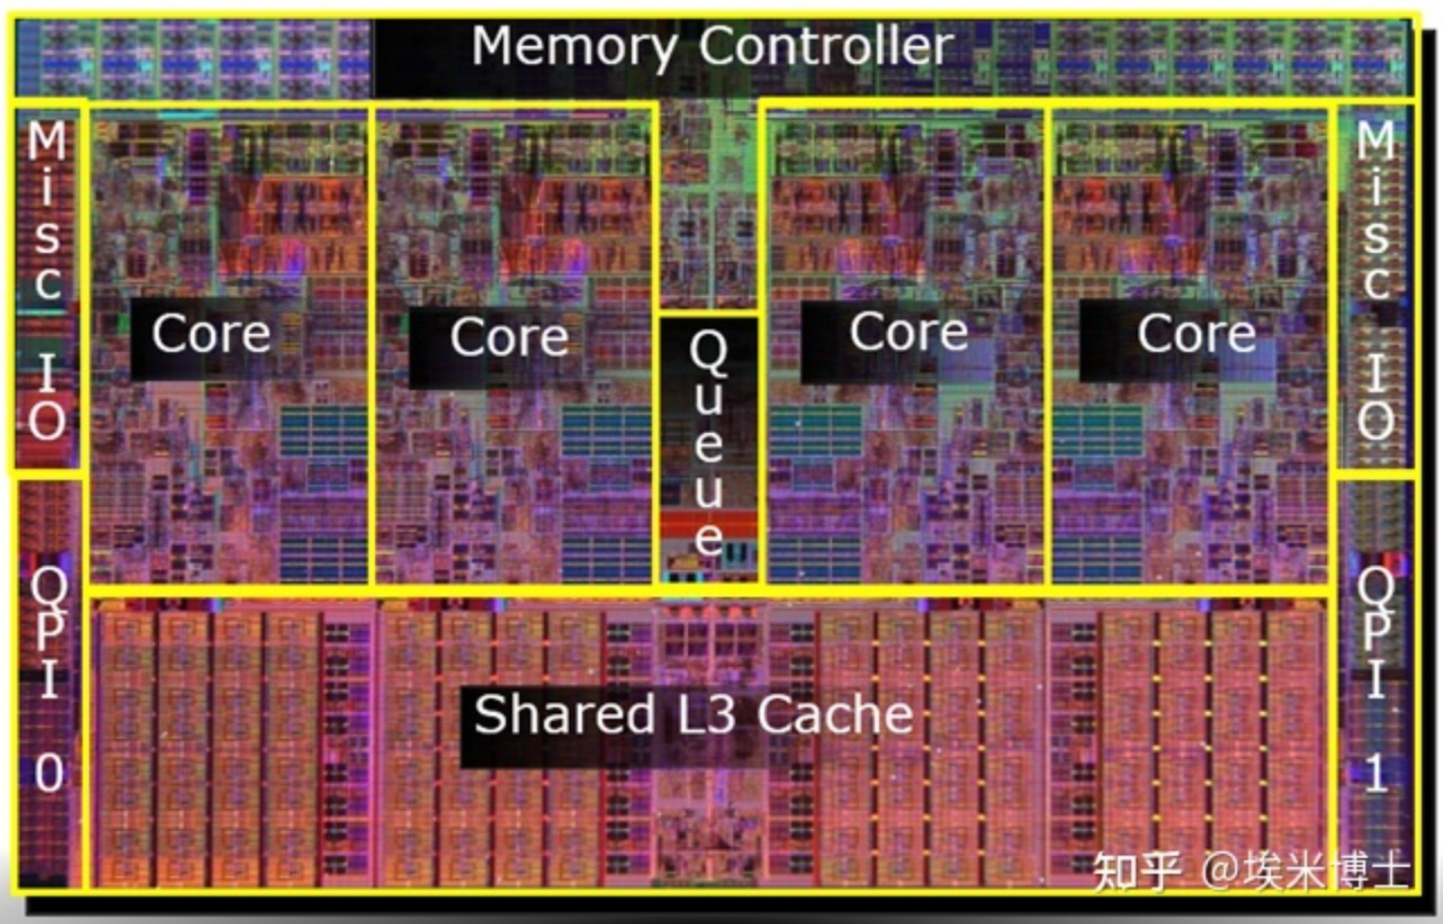 Memory Controller
Misc IO
Core
Core
Queue
Core
Core
Misc IO
QPI 0
Shared L3 Cache
QPI 1
知乎 @埃米博士